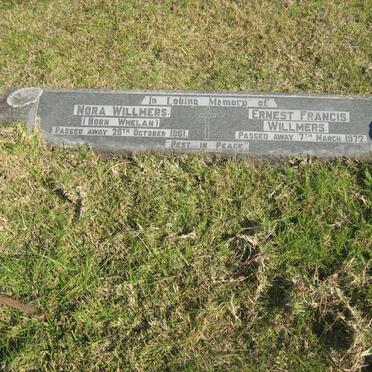 In Loving Memory of
NORA WILLMERS
(BORN WHELAN)
PASSED AWAY 26TH OCTOBER 1961.
ERNEST FRANCIS
WILLMERS
PASSED AWAY 7TH MARCH 1977
REST IN PEACE